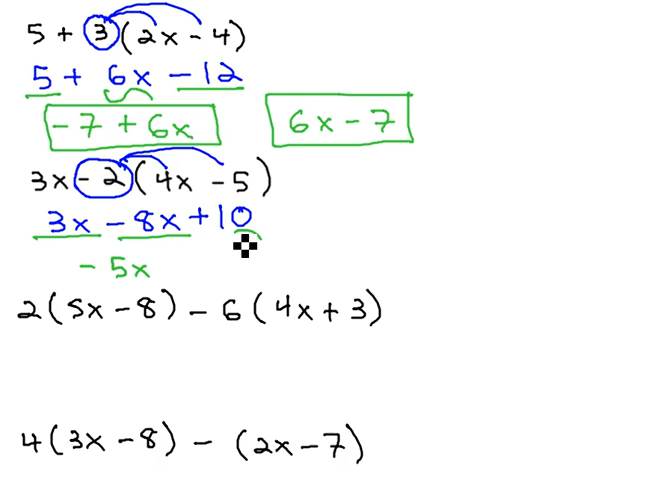 5 + 3(2x - 4)
5 + 6x - 12
-7 + 6x 6x - 7
3x - 2(4x - 5)
3x - 8x + 10
- 5x
2(5x - 8) - 6(4x + 3)
4(3x - 8) - (2x - 7)